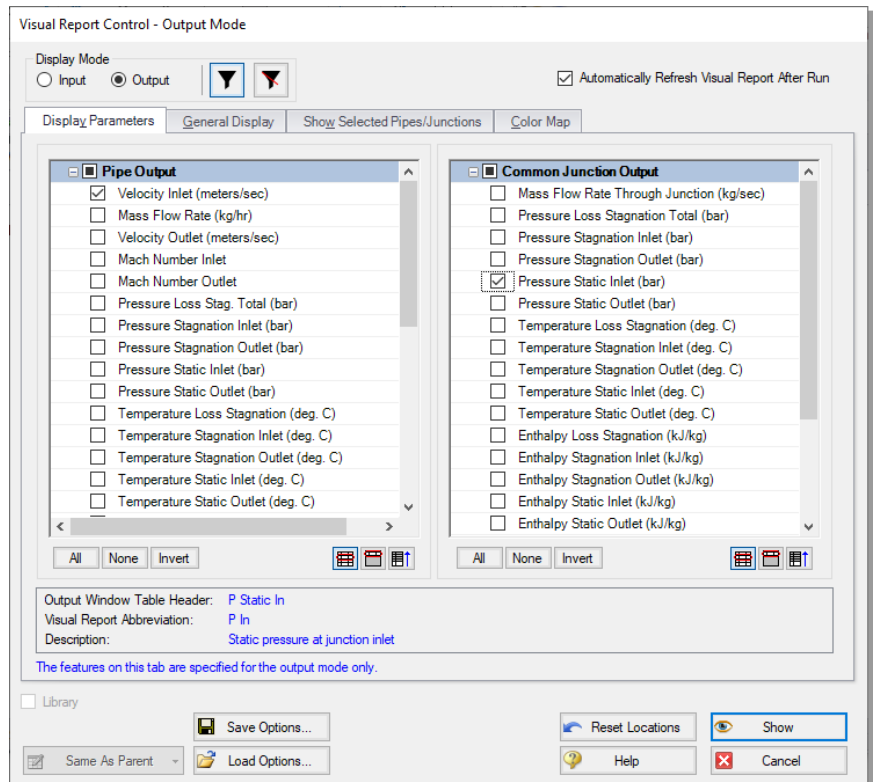 Visual Report Control - Output Mode
Display Mode
Input Output
Automatically Refresh Visual Report After Run
Display Parameters General Display Show Selected Pipes/Junctions Color Map
Pipe Output
Velocity Inlet (meters/sec)
Mass Flow Rate (kg/hr)
Velocity Outlet (meters/sec)
Mach Number Inlet
Mach Number Outlet
Pressure Loss Stag. Total (bar)
Pressure Stagnation Inlet (bar)
Pressure Stagnation Outlet (bar)
Pressure Static Inlet (bar)
Pressure Static Outlet (bar)
Temperature Loss Stagnation (deg. C)
Temperature Stagnation Inlet (deg. C)
Temperature Stagnation Outlet (deg. C)
Temperature Static Inlet (deg. C)
Temperature Static Outlet (deg. C)
All None Invert
Common Junction Output
Mass Flow Rate Through Junction (kg/sec)
Pressure Loss Stagnation Total (bar)
Pressure Stagnation Inlet (bar)
Pressure Stagnation Outlet (bar)
Pressure Static Inlet (bar)
Pressure Static Outlet (bar)
Temperature Loss Stagnation (deg. C)
Temperature Stagnation Inlet (deg. C)
Temperature Stagnation Outlet (deg. C)
Temperature Static Inlet (deg. C)
Temperature Static Outlet (deg. C)
Enthalpy Loss Stagnation (kJ/kg)
Enthalpy Stagnation Inlet (kJ/kg)
Enthalpy Stagnation Outlet (kJ/kg)
Enthalpy Static Inlet (kJ/kg)
Enthalpy Static Outlet (kJ/kg)
All None Invert
Output Window Table Header: P Static In
Visual Report Abbreviation: P In
Description: Static pressure at junction inlet
The features on this tab are specified for the output mode only.
Library
Save Options... Reset Locations Show
Same As Parent Load Options... Help Cancel